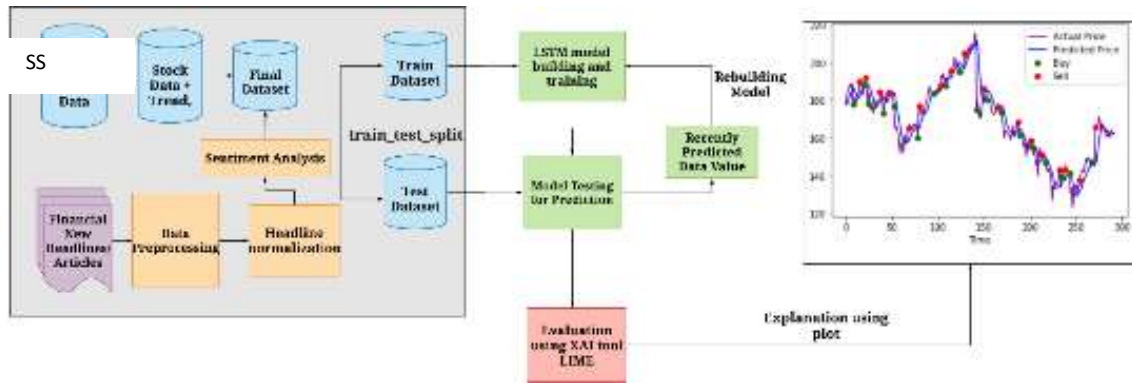 SS
Data
Stock
Data +
Trend,
Final
Dataset
Train
Dataset
train_test_split
Test
Dataset
Sentiment Analysis
Financial
New
Headlines/
Articles
Data
Preprocessing
Headline
normalization
LSTM model
building and
training
Rebuilding
Model
Recently
Predicted
Data Value
Model Testing
for Prediction
Evaluation
using XAI tool
LIME
Explanation using
plot
Actual Price
Predicted Price
Buy
Sell
200
180
160
140
120
0 50 100 150 200 250 300
Time